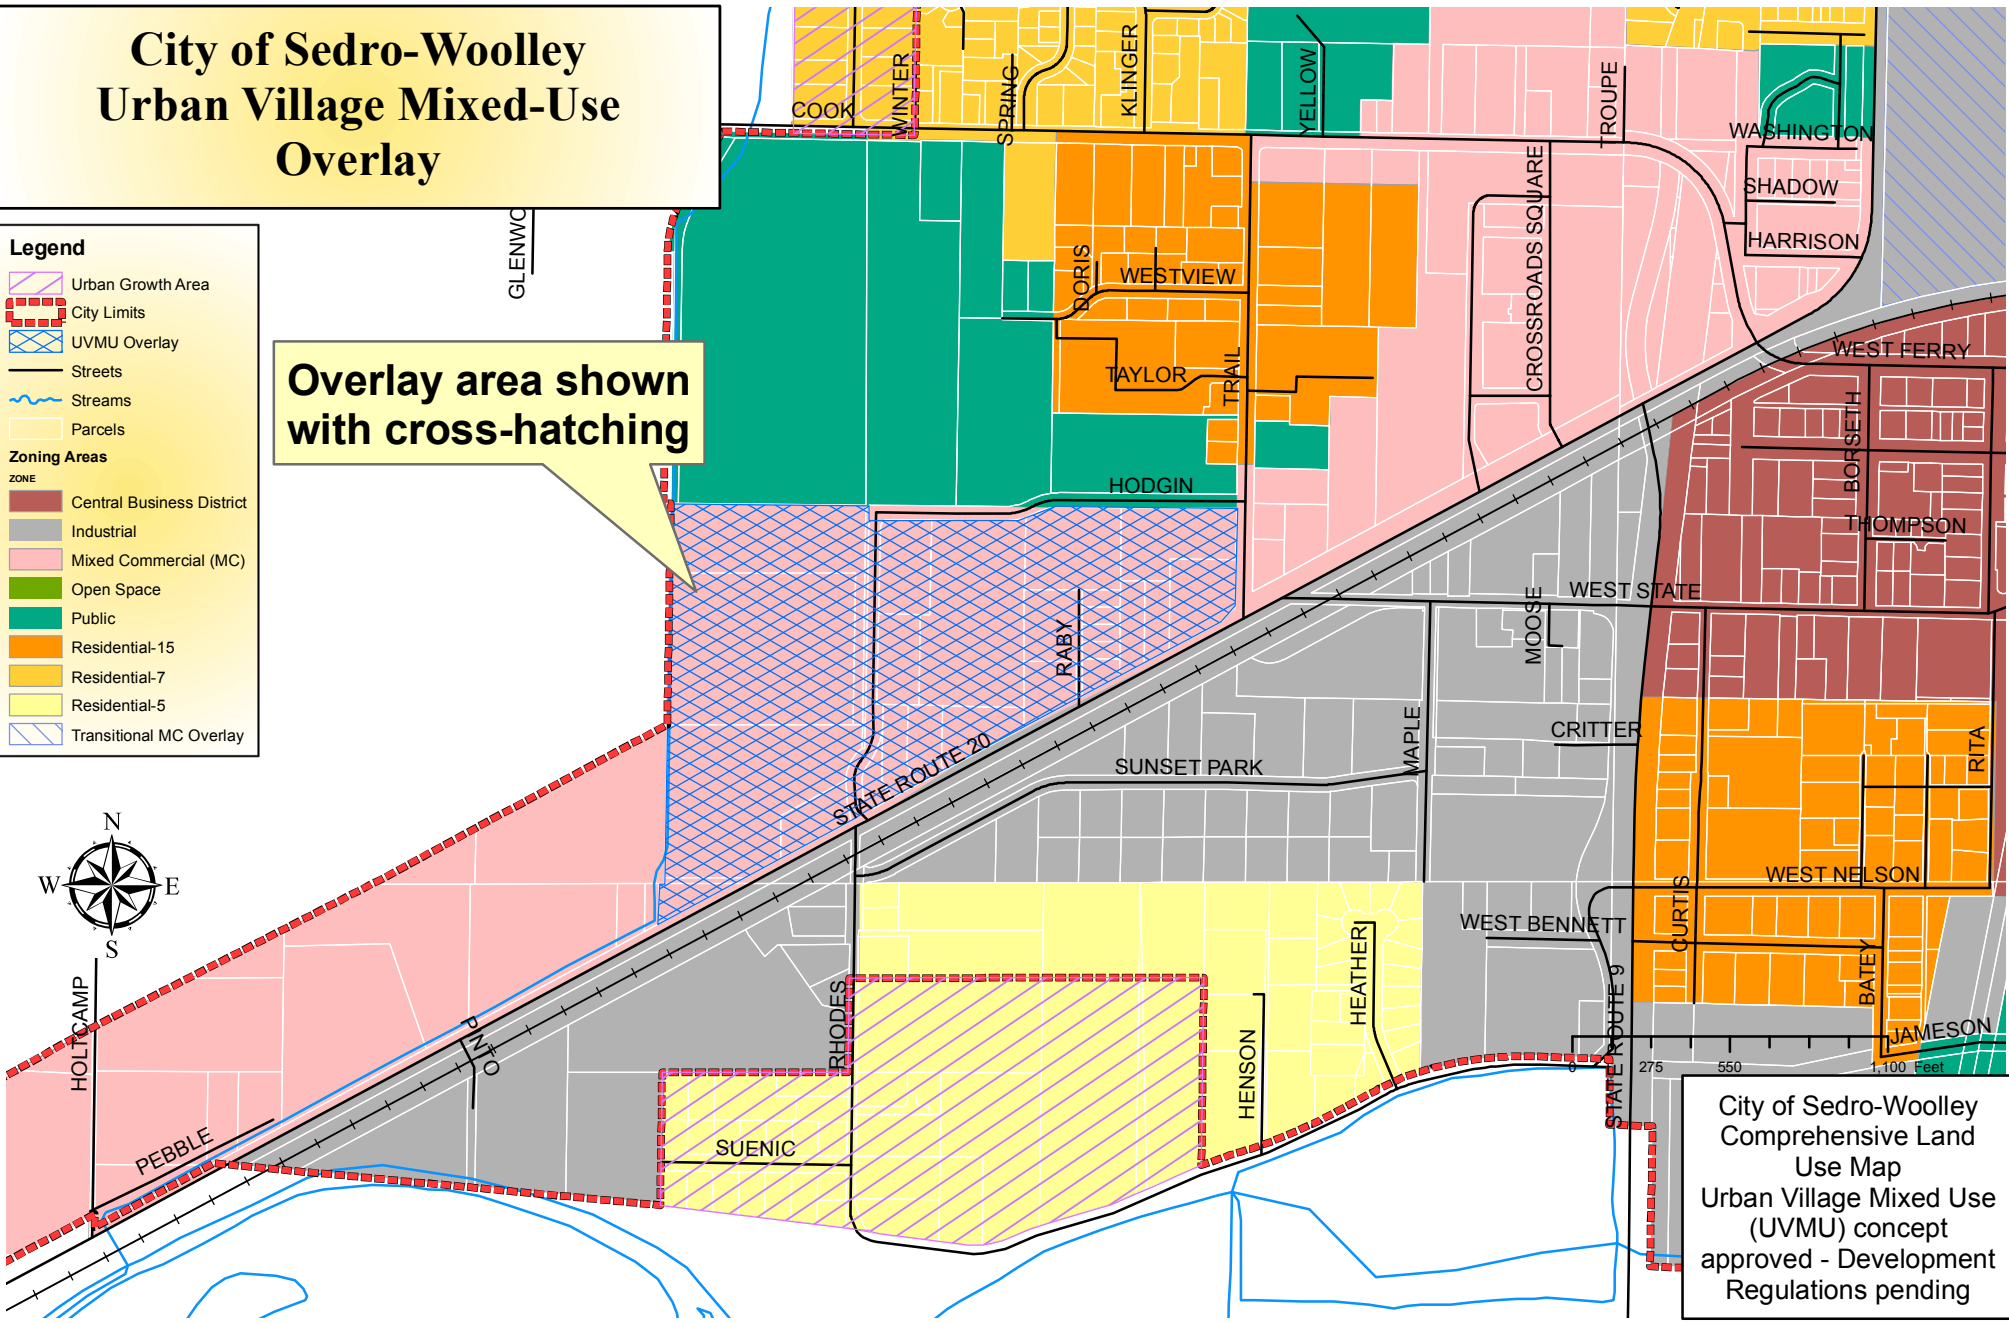 City of Sedro-Woolley
Urban Village Mixed-Use
Overlay
Legend
Urban Growth Area
City Limits
UVMU Overlay
Streets
Streams
Parcels
Zoning Areas
ZONE
Central Business District
Industrial
Mixed Commercial (MC)
Open Space
Public
Residential-15
Residential-7
Residential-5
Transitional MC Overlay
Overlay area shown
with cross-hatching
N
W
E
S
GLENWO
COOK
WINTER
SPRING
KLINGER
YELLOW
TROUPE
WASHINGTON
SHADOW
HARRISON
CROSSROADS SQUARE
DORIS
WESTVIEW
TAYLOR
TRAIL
HODGIN
WEST FERRY
BORSETH
THOMPSON
WEST STATE
MOOSE
RABY
MAPLE
CRITTER
RITA
STATE ROUTE 20
SUNSET PARK
WEST NELSON
CURTIS
WEST BENNETT
HEATHER
BATEY
HOLTCAMP
PINTO
RHODES
HENSON
STATE ROUTE 9
JAMESON
PEBBLE
SUENIC
0
275
550
1,100
Feet
City of Sedro-Woolley
Comprehensive Land
Use Map
Urban Village Mixed Use
(UVMU) concept
approved - Development
Regulations pending